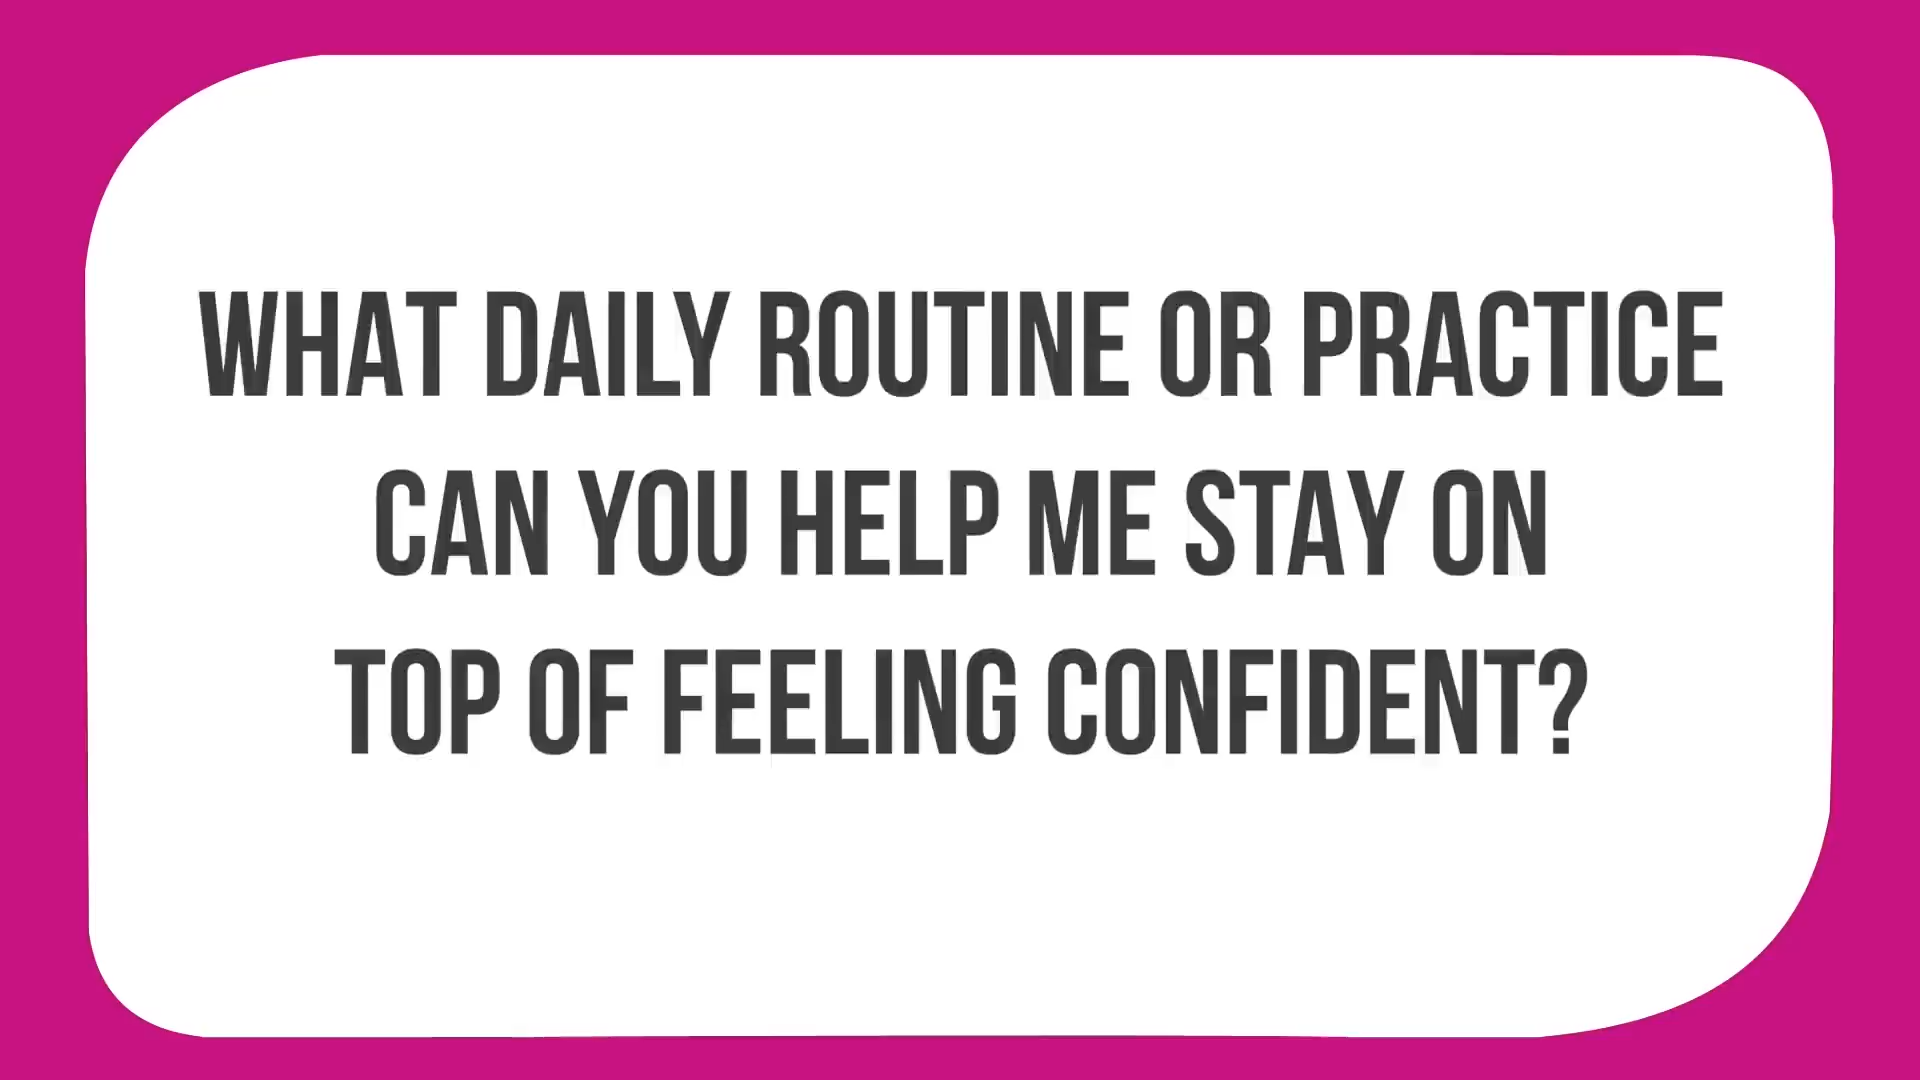 WHAT DAILY ROUTINE OR PRACTICE
CAN YOU HELP ME STAY ON
TOP OF FEELING CONFIDENT?